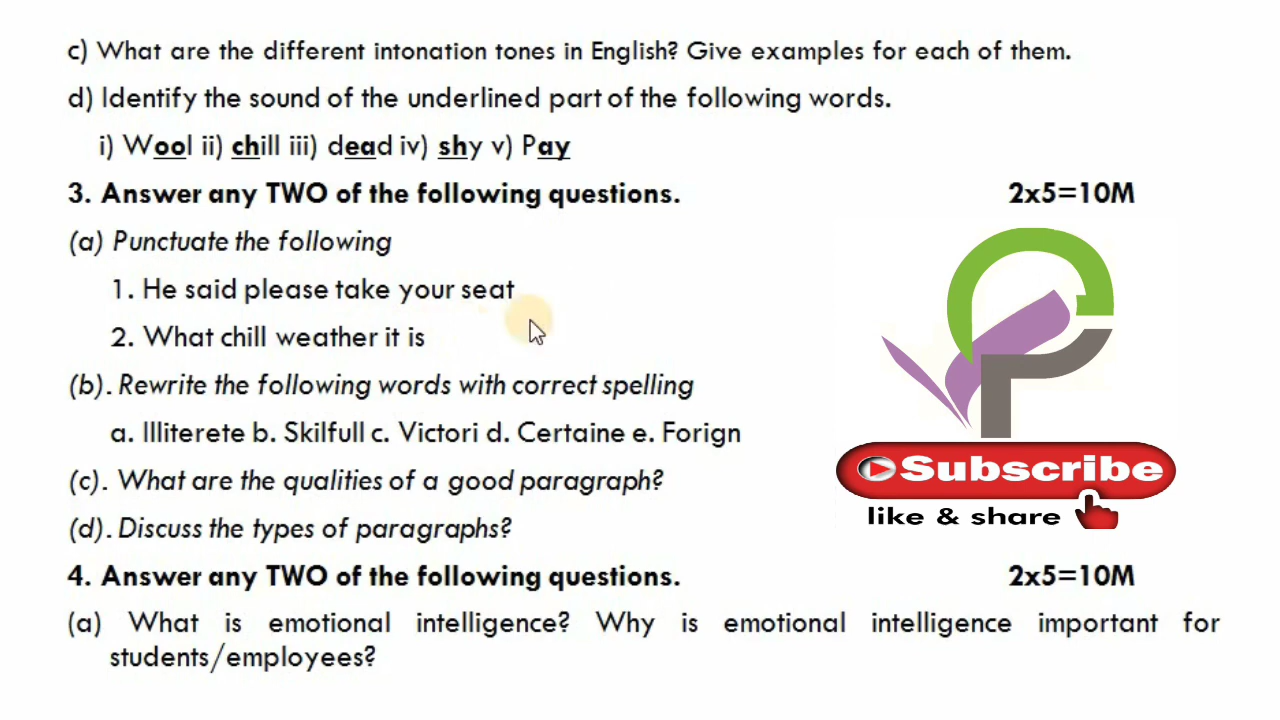 c) What are the different intonation tones in English? Give examples for each of them.
d) Identify the sound of the underlined part of the following words.
i) Wool ii) chill iii) dead iv) shy v) Pay
3. Answer any TWO of the following questions. 2x5=10M
(a) Punctuate the following
1. He said please take your seat
2. What chill weather it is
(b). Rewrite the following words with correct spelling
a. Illiterete b. Skilfull c. Victori d. Certaine e. Forign
(c). What are the qualities of a good paragraph?
(d). Discuss the types of paragraphs?
Subscribe
like & share
4. Answer any TWO of the following questions. 2x5=10M
(a) What is emotional intelligence? Why is emotional intelligence important for
students/employees?